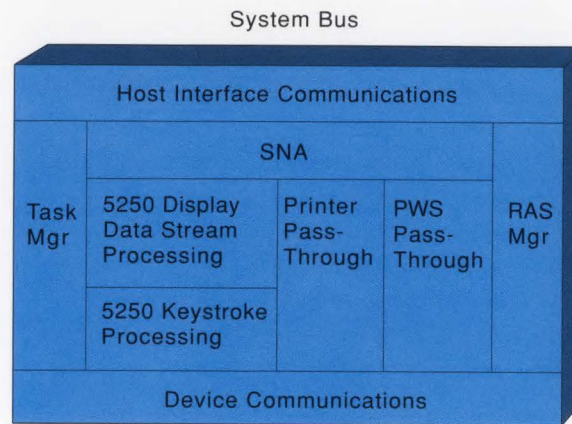 System Bus
Host Interface Communications
SNA
Task
Mgr
5250 Display
Data Stream
Processing
5250 Keystroke
Processing
Printer
Pass-
Through
PWS
Pass-
Through
RAS
Mgr
Device Communications